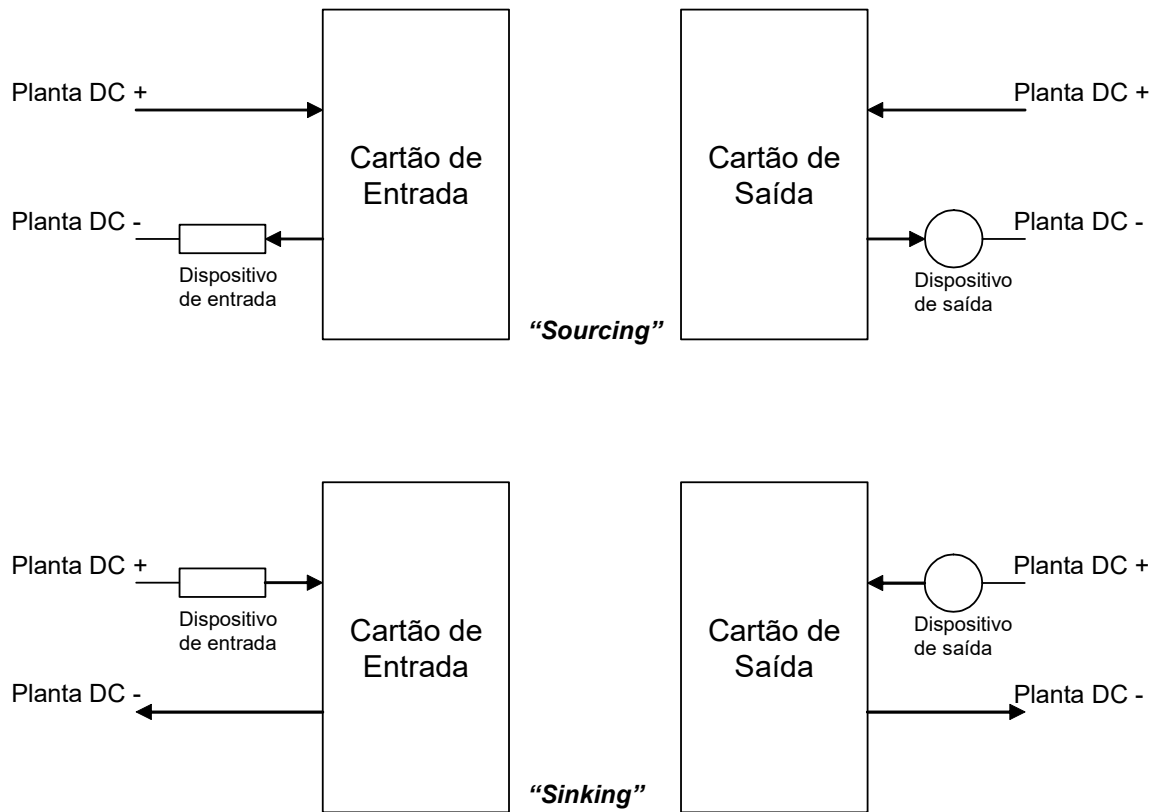 Planta DC +
Planta DC -
Dispositivo
de entrada
Cartão de
Entrada
Cartão de
Saída
Planta DC +
Planta DC -
Dispositivo
de saída
“Sourcing”
Planta DC +
Dispositivo
de entrada
Planta DC -
Cartão de
Entrada
Cartão de
Saída
Planta DC +
Dispositivo
de saída
Planta DC -
“Sinking”